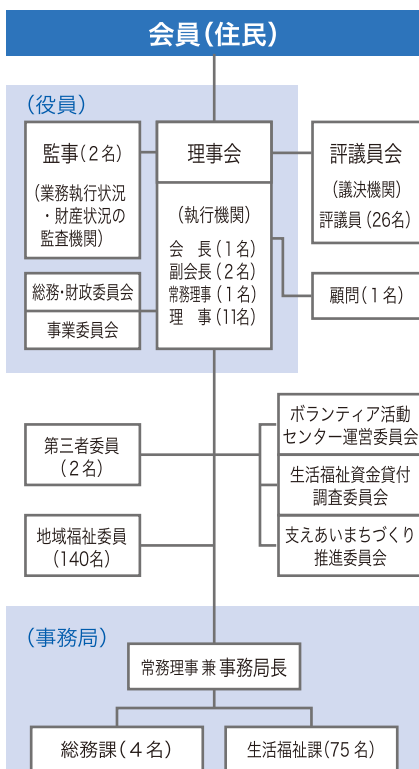 会員(住民)
(役員)
監事(2名)
(業務執行状況
・財産状況の
監査機関)
理事会
(執行機関)
会 長(1名)
副会長(2名)
常務理事(1名)
理 事(11名)
評議員会
(議決機関)
評議員(26名)
総務・財政委員会
事業委員会
顧問(1名)
第三者委員
(2名)
地域福祉委員
(140名)
ボランティア活動
センター運営委員会
生活福祉資金貸付
調査委員会
支えあいまちづくり
推進委員会
(事務局)
常務理事 兼 事務局長
総務課(4名)
生活福祉課(75名)